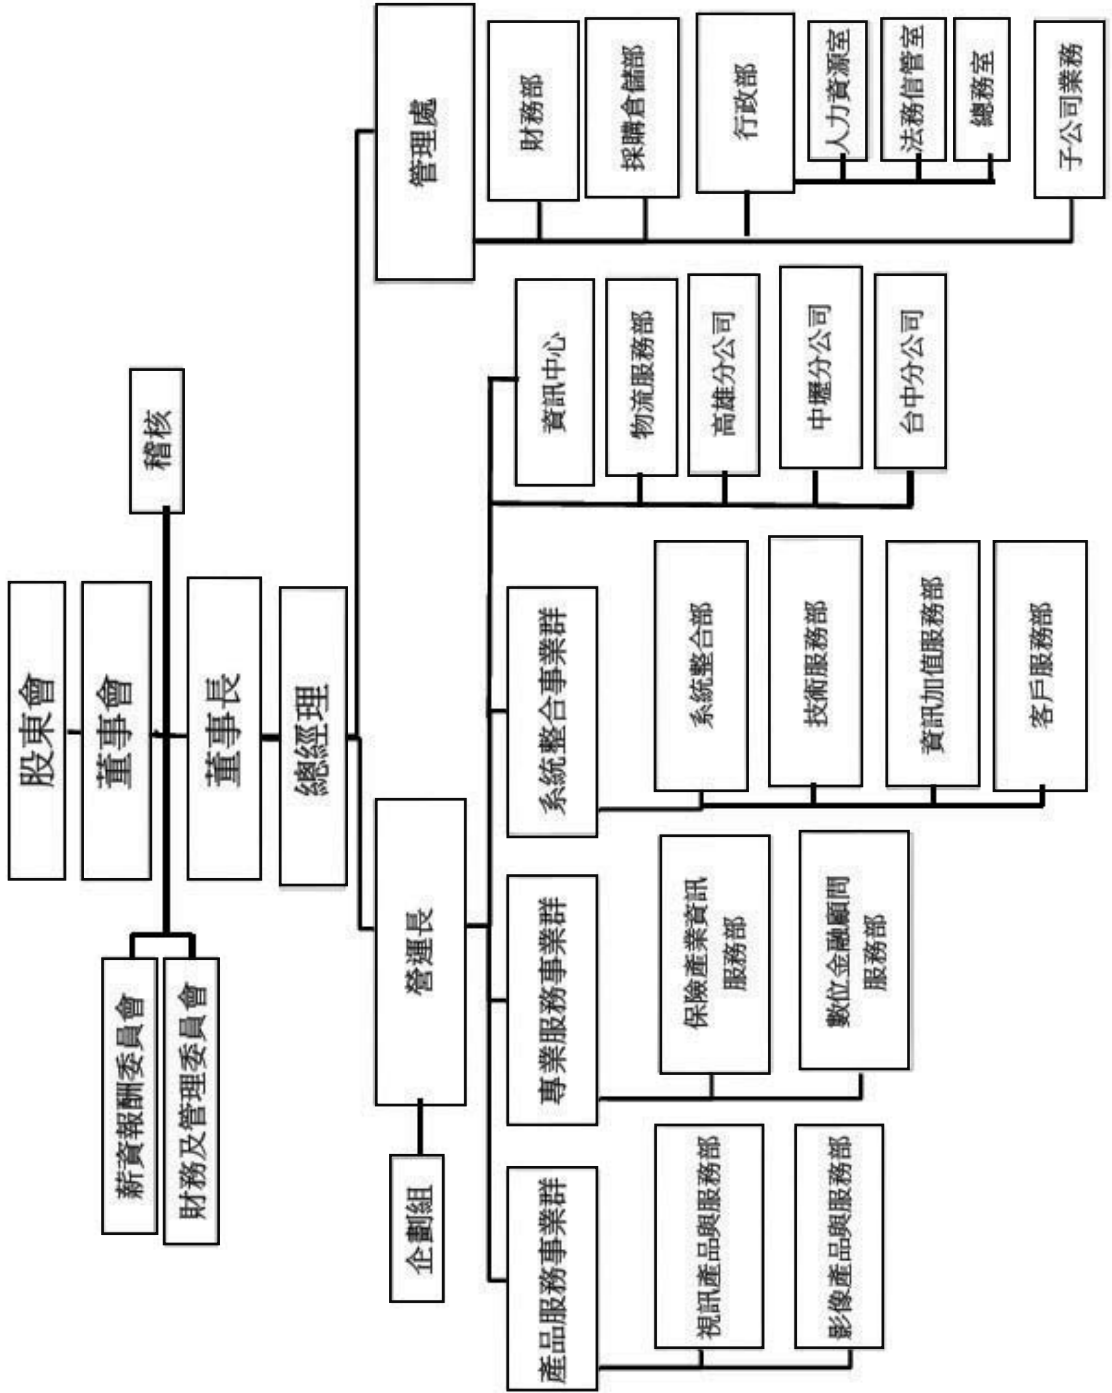 股東會
董事會
稽核
薪資報酬委員會
財務及管理委員會
董事長
總經理
企劃組
營運長
管理處
產品服務事業群
視訊產品與服務部
影像產品與服務部
專業服務事業群
保險產業資訊
服務部
數位金融顧問
服務部
系統整合事業群
系統整合部
技術服務部
資訊加值服務部
客戶服務部
資訊中心
物流服務部
高雄分公司
中壢分公司
台中分公司
財務部
採購倉儲部
行政部
人力資源室
法務信管室
總務室
子公司業務